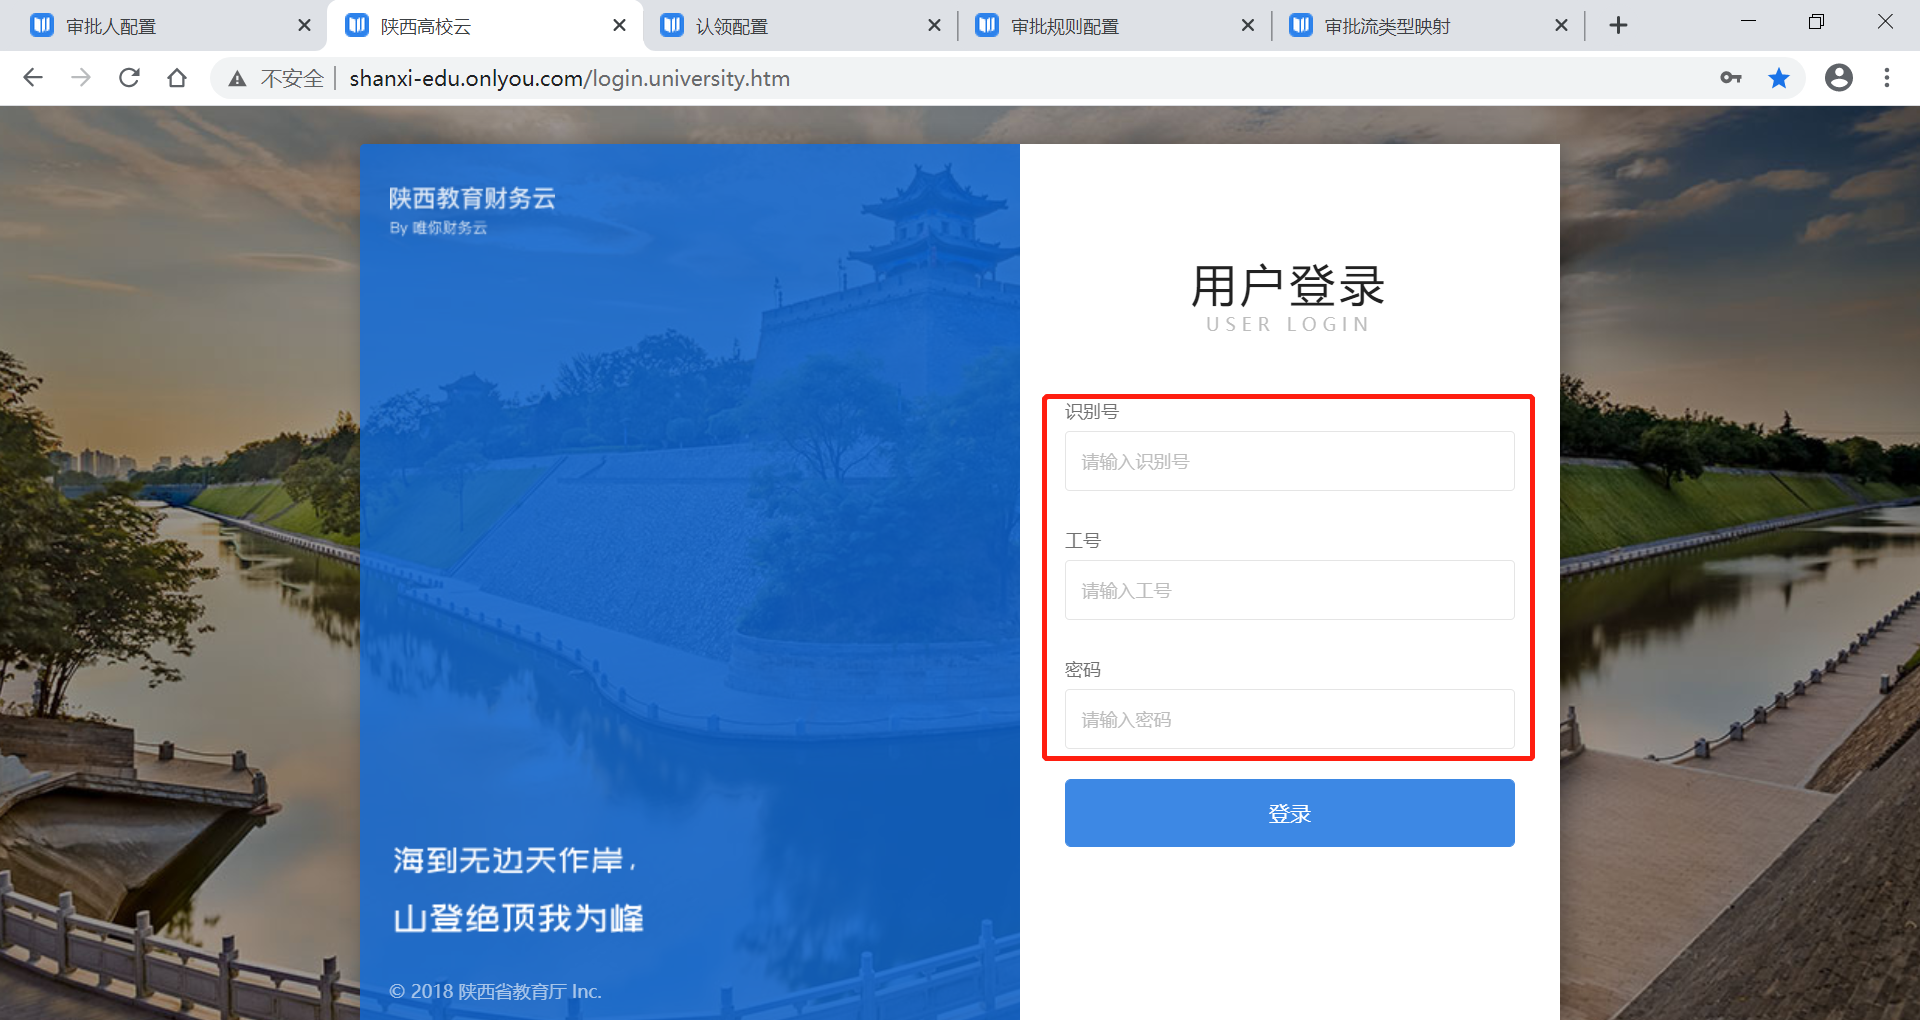 审批人配置
陕西高校云
认领配置
审批规则配置
审批流类型映射
不安全 | shanxi-edu.onlyou.com/login.university.htm
陕西教育财务云
By 唯你财务云
用户登录
USER LOGIN
识别号
请输入识别号
工号
请输入工号
密码
请输入密码
登录
海到无边天作岸，
山登绝顶我为峰
© 2018 陕西省教育厅 Inc.